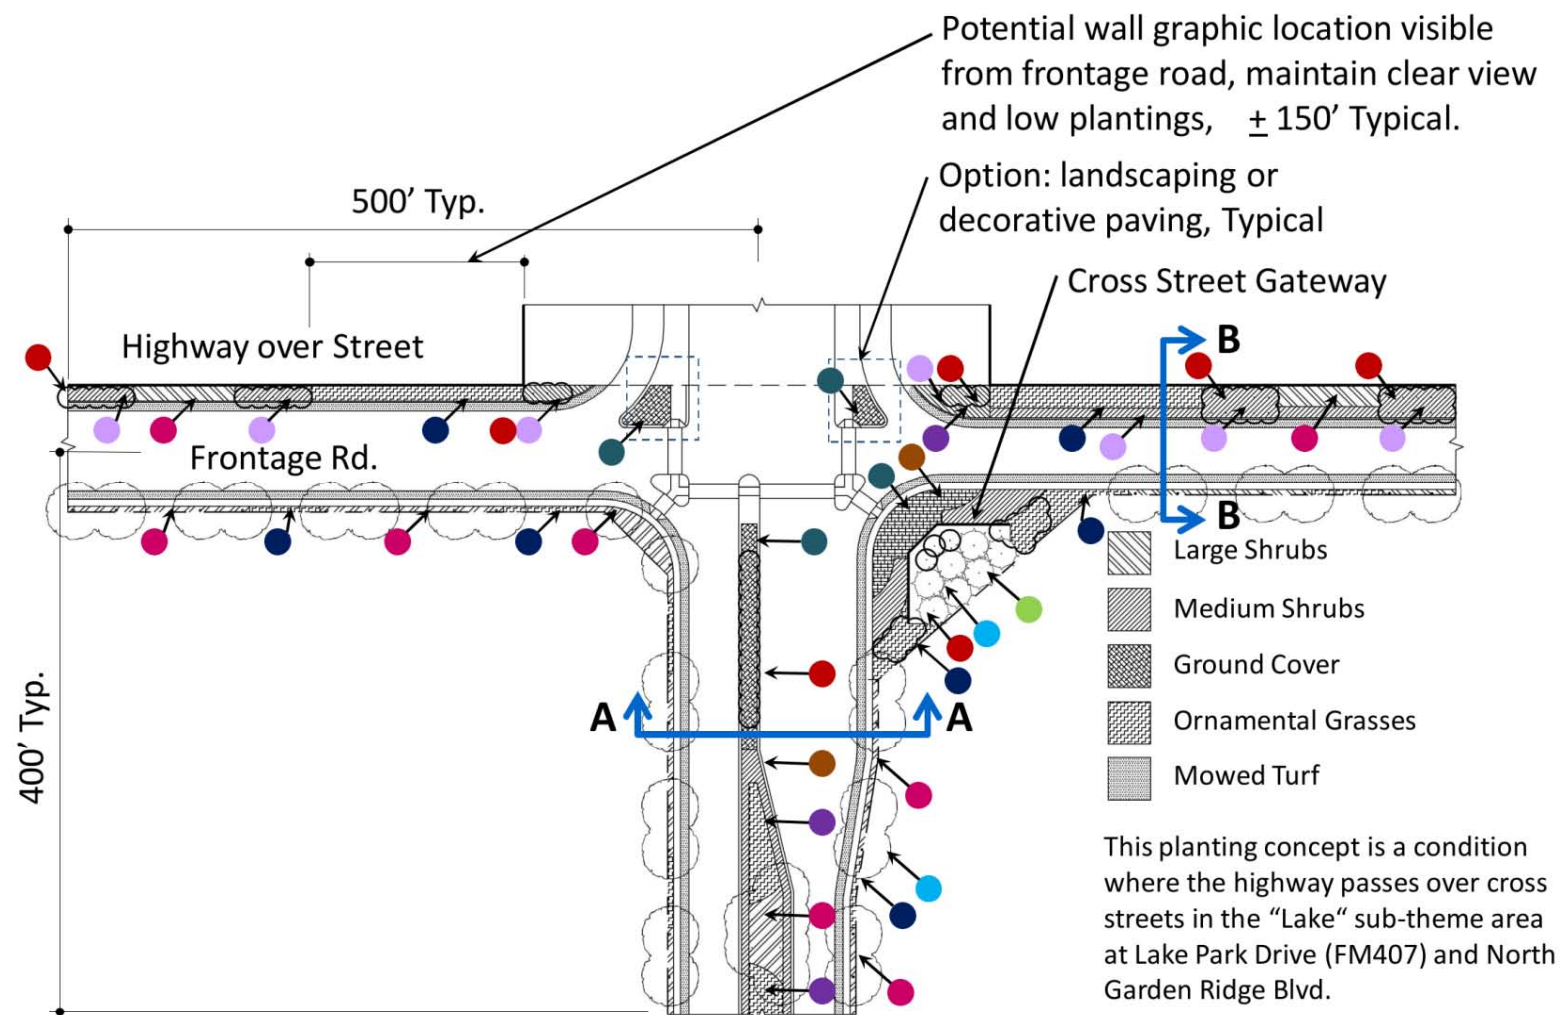 Potential wall graphic location visible
from frontage road, maintain clear view
and low plantings, ± 150’ Typical.
Option: landscaping or
decorative paving, Typical
500’ Typ.
Cross Street Gateway
Highway over Street
B
Frontage Rd.
B
Large Shrubs
Medium Shrubs
Ground Cover
Ornamental Grasses
Mowed Turf
A
A
400’ Typ.
This planting concept is a condition
where the highway passes over cross
streets in the “Lake“ sub-theme area
at Lake Park Drive (FM407) and North
Garden Ridge Blvd.